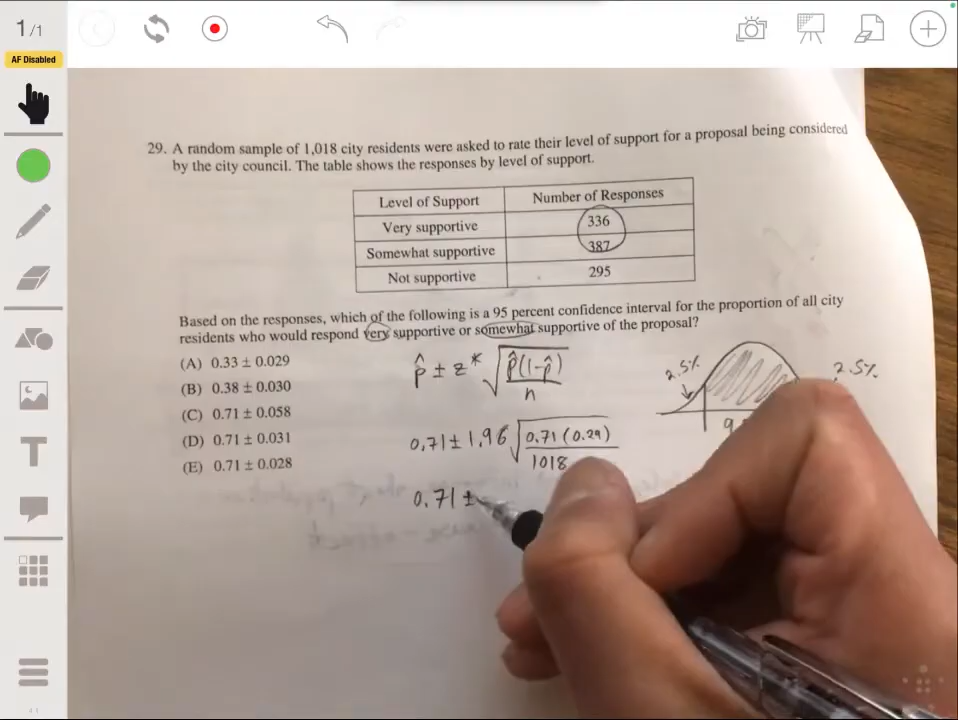 1/1
AF Disabled
29. A random sample of 1,018 city residents were asked to rate their level of support for a proposal being considered
by the city council. The table shows the responses by level of support.
Level of Support Number of Responses
Very supportive 336
Somewhat supportive 387
Not supportive 295
Based on the responses, which of the following is a 95 percent confidence interval for the proportion of all city
residents who would respond very supportive or somewhat supportive of the proposal?
(A) 0.33 ± 0.029
(B) 0.38 ± 0.030
(C) 0.71 ± 0.058
(D) 0.71 ± 0.031
(E) 0.71 ± 0.028
p̂ ± z* √(p̂(1-p̂)/n)
2.5% 2.5%
0.71 ± 1.96 √(0.71(0.29)/1018)
0.71 ±
T